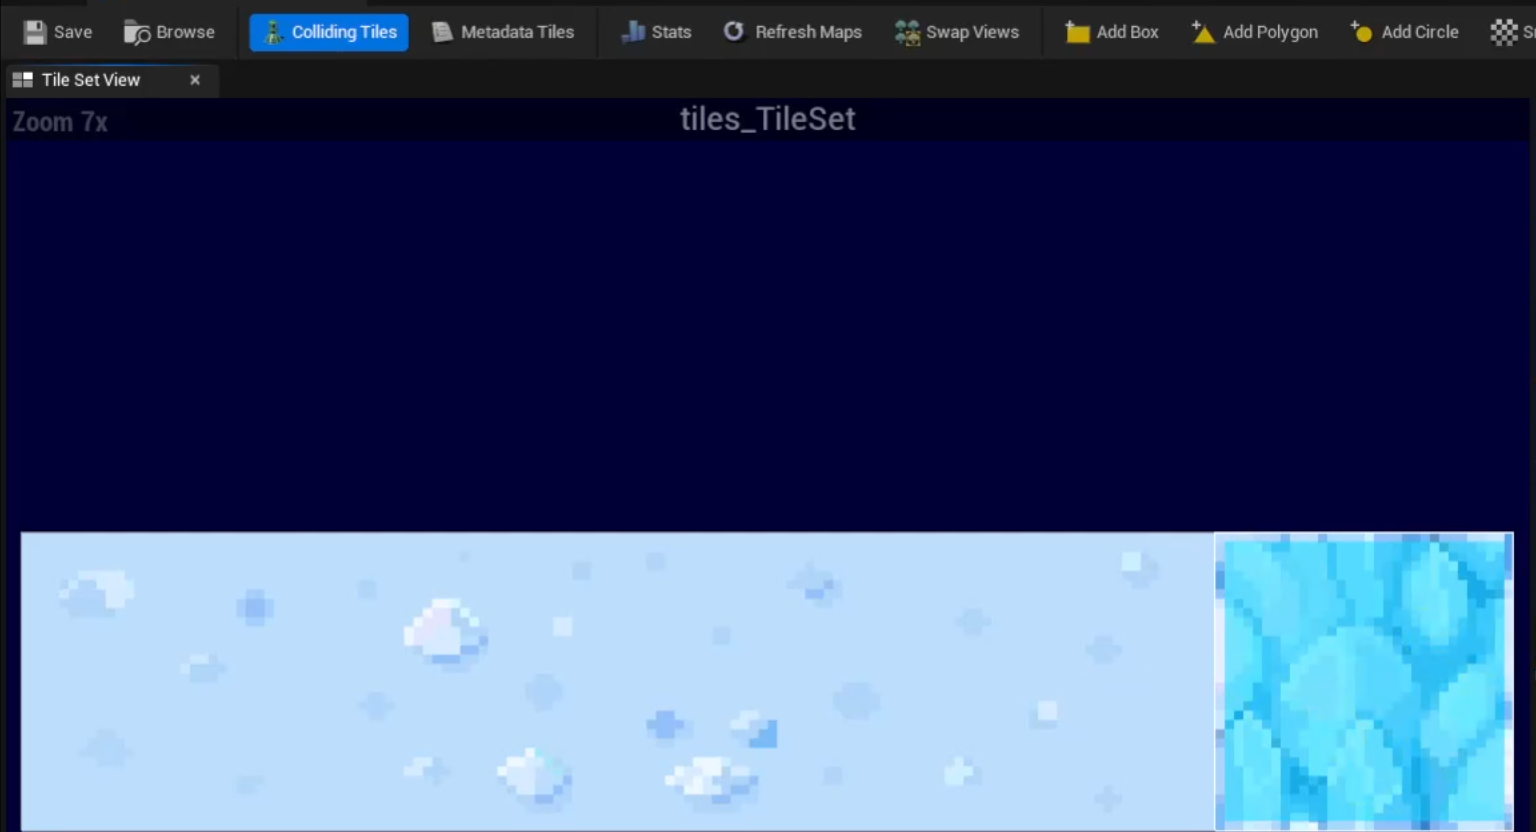 Save Browse Colliding Tiles Metadata Tiles Stats Refresh Maps Swap Views Add Box Add Polygon Add Circle
Tile Set View
Zoom 7x tiles_TileSet